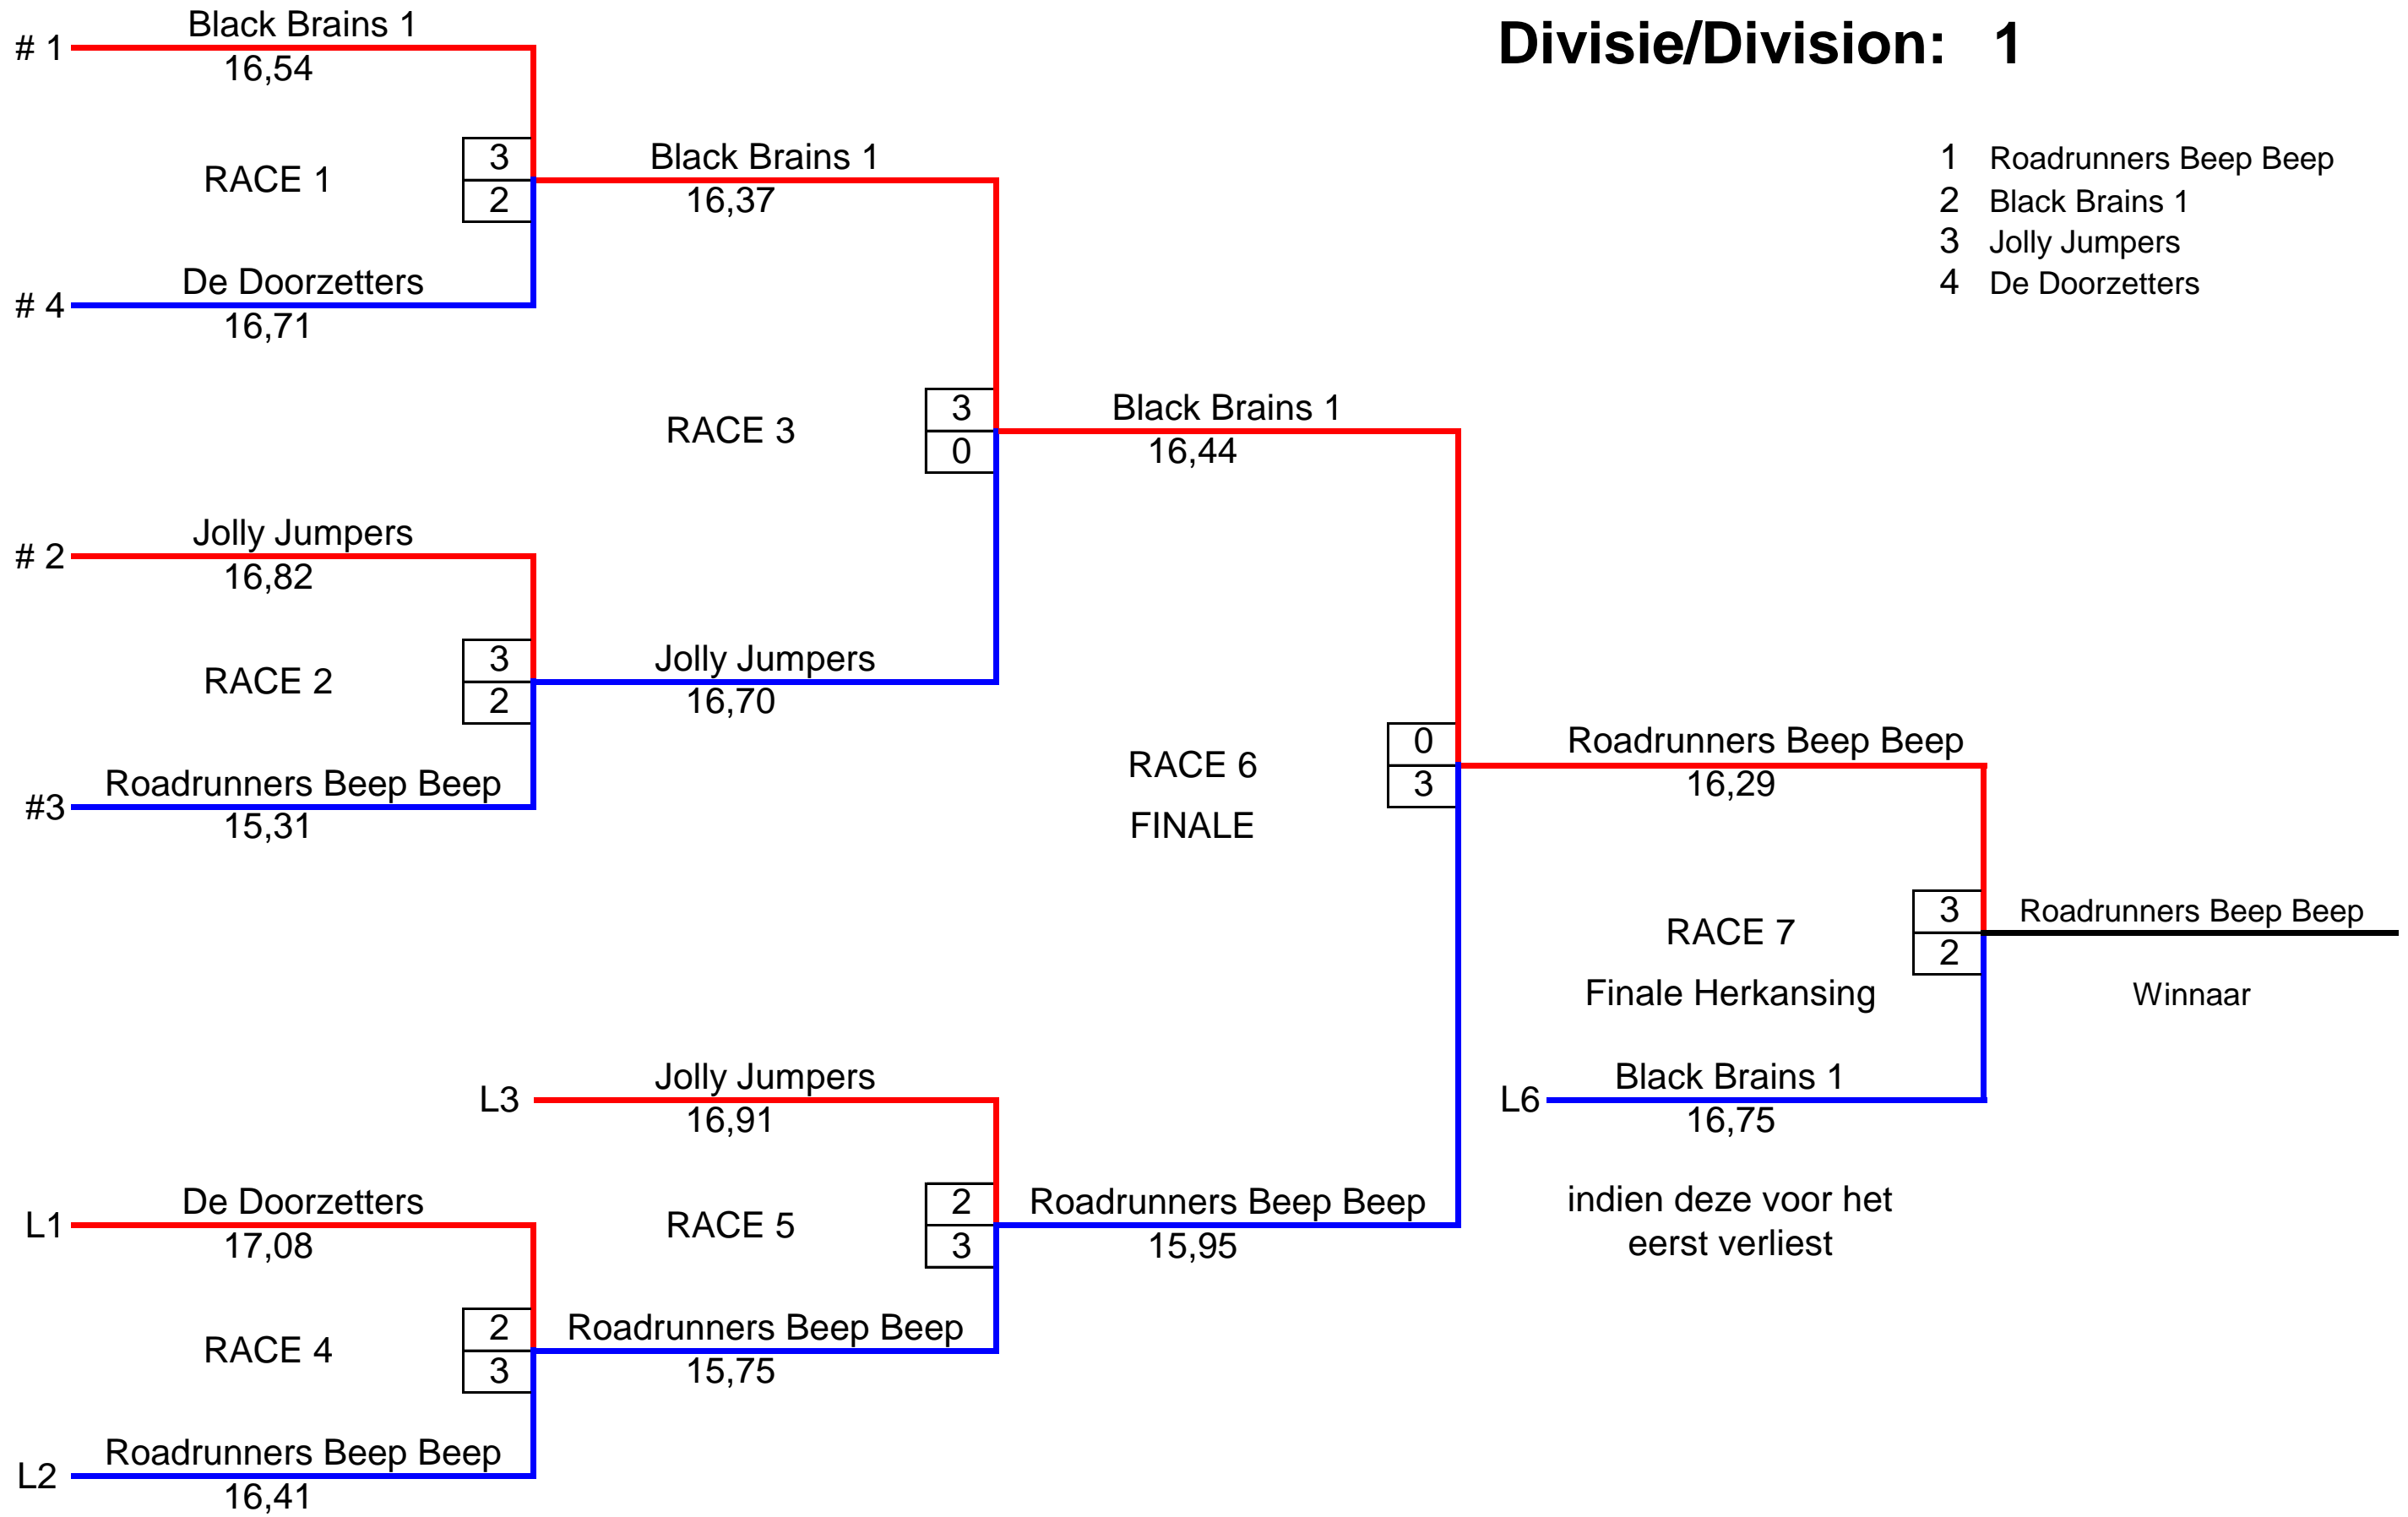 Divisie/Division: 1
1 Roadrunners Beep Beep
2 Black Brains 1
3 Jolly Jumpers
4 De Doorzetters
# 1
Black Brains 1
16,54
RACE 1
3
2
# 4
De Doorzetters
16,71
Black Brains 1
16,37
RACE 3
3
0
# 2
Jolly Jumpers
16,82
RACE 2
3
2
#3
Roadrunners Beep Beep
15,31
Jolly Jumpers
16,70
Black Brains 1
16,44
RACE 6
FINALE
0
3
Roadrunners Beep Beep
16,29
RACE 7
Finale Herkansing
3
2
Roadrunners Beep Beep
Winnaar
L6
Black Brains 1
16,75
indien deze voor het
eerst verliest
L3
Jolly Jumpers
16,91
RACE 5
2
3
Roadrunners Beep Beep
15,95
L1
De Doorzetters
17,08
RACE 4
2
3
Roadrunners Beep Beep
15,75
L2
Roadrunners Beep Beep
16,41